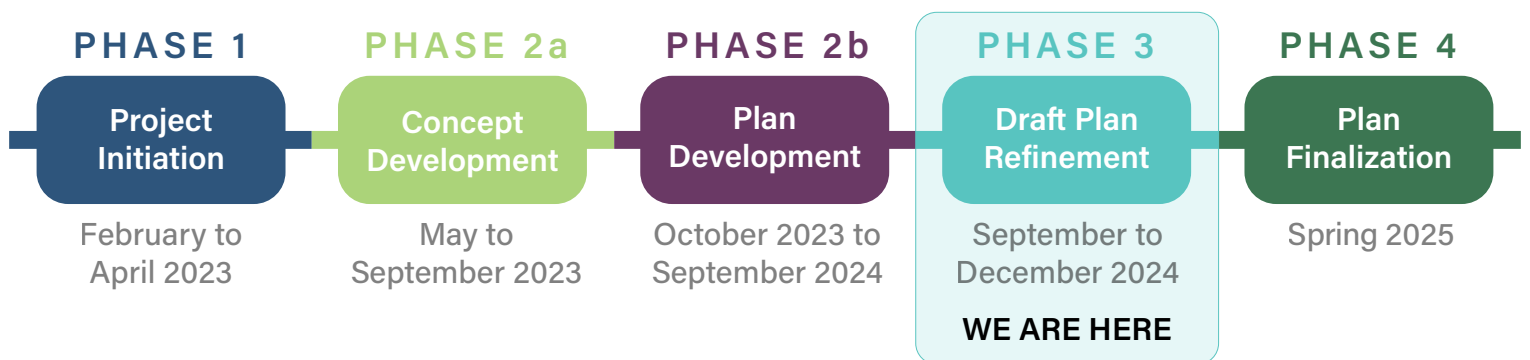 PHASE 1
Project
Initiation
February to
April 2023
PHASE 2a
Concept
Development
May to
September 2023
PHASE 2b
Plan
Development
October 2023 to
September 2024
PHASE 3
Draft Plan
Refinement
September to
December 2024
WE ARE HERE
PHASE 4
Plan
Finalization
Spring 2025